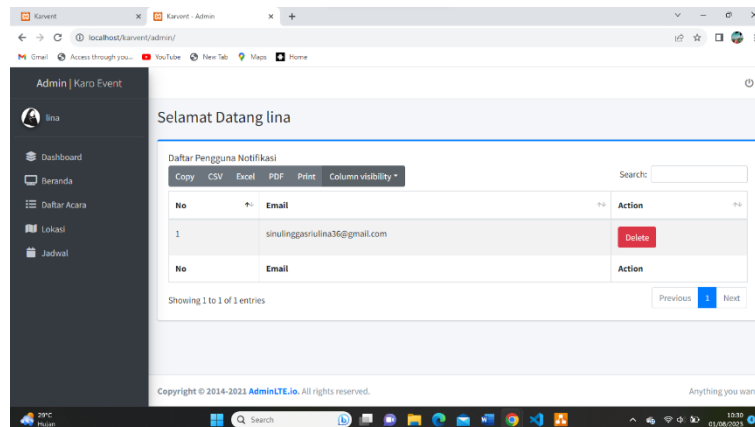 Karvent
Karvent - Admin
localhost/karvent/admin/
Gmail Access through you... YouTube New Tab Maps Home
Admin | Karo Event
lina
Dashboard
Beranda
Daftar Acara
Lokasi
Jadwal
Selamat Datang lina
Daftar Pengguna Notifikasi
Copy CSV Excel PDF Print Column visibility
Search:
No Email Action
1 sinulinggasriulina36@gmail.com Delete
No Email Action
Showing 1 to 1 of 1 entries
Previous 1 Next
Copyright © 2014-2021 AdminLTE.io. All rights reserved.
Anything you wan
29°C
Hujan
Search
10:30
01/08/2023